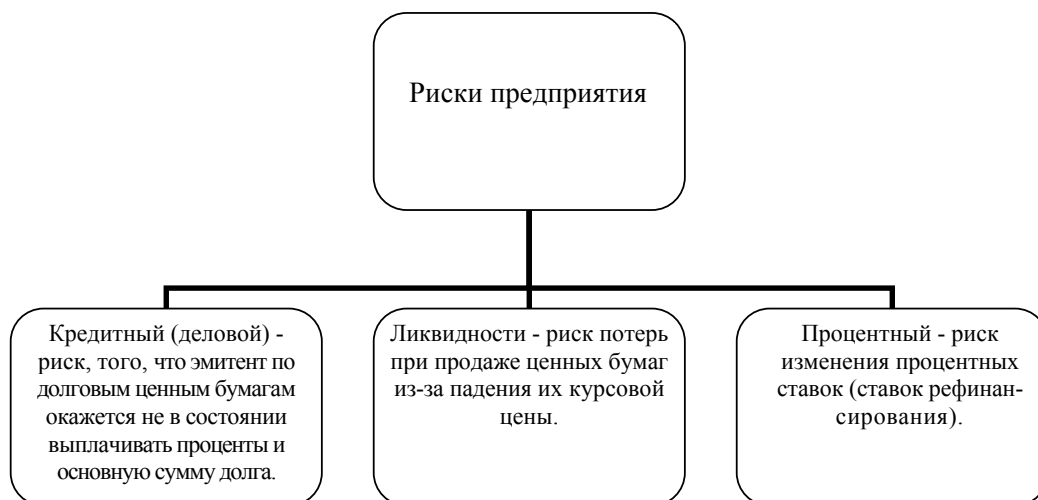 Риски предприятия
Кредитный (деловой) -
риск, того, что эмитент по
долговым ценным бумагам
окажется не в состоянии
выплачивать проценты и
основную сумму долга.
Ликвидности - риск потерь
при продаже ценных бумаг
из-за падения их курсовой
цены.
Процентный - риск
изменения процентных
ставок (ставок рефинан-
сирования).